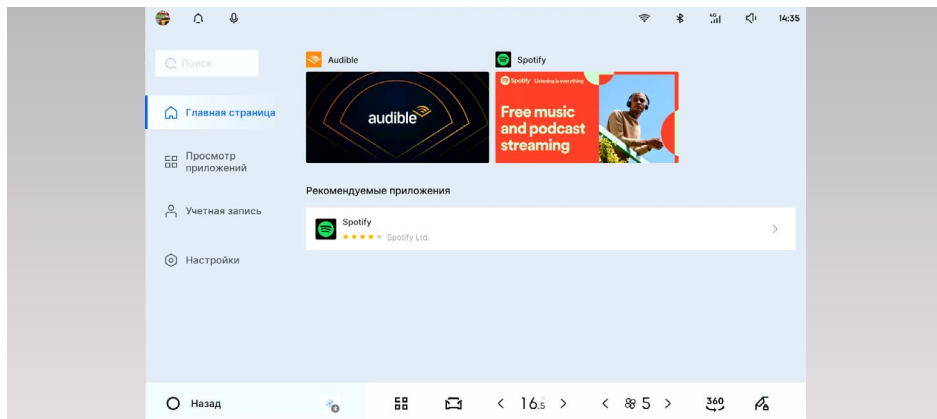 4G
14:35
Поиск
Главная страница
Просмотр
приложений
Учетная запись
Настройки
Audible
Spotify
audible
Spotify Listening is everything
Free music
and podcast
streaming
Рекомендуемые приложения
Spotify
Spotify Ltd.
Назад
16.5
5
360